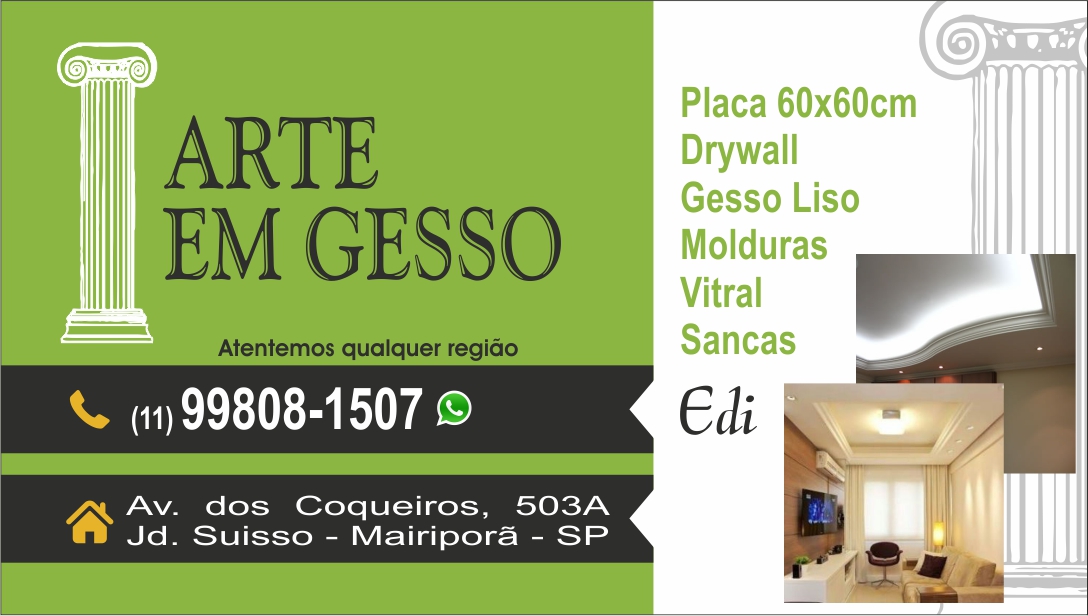 ARTE
EM GESSO
Atentemos qualquer região
(11) 99808-1507
Av. dos Coqueiros, 503A
Jd. Suisso - Mairiporã - SP
Placa 60x60cm
Drywall
Gesso Liso
Molduras
Vitral
Sancas
Edi